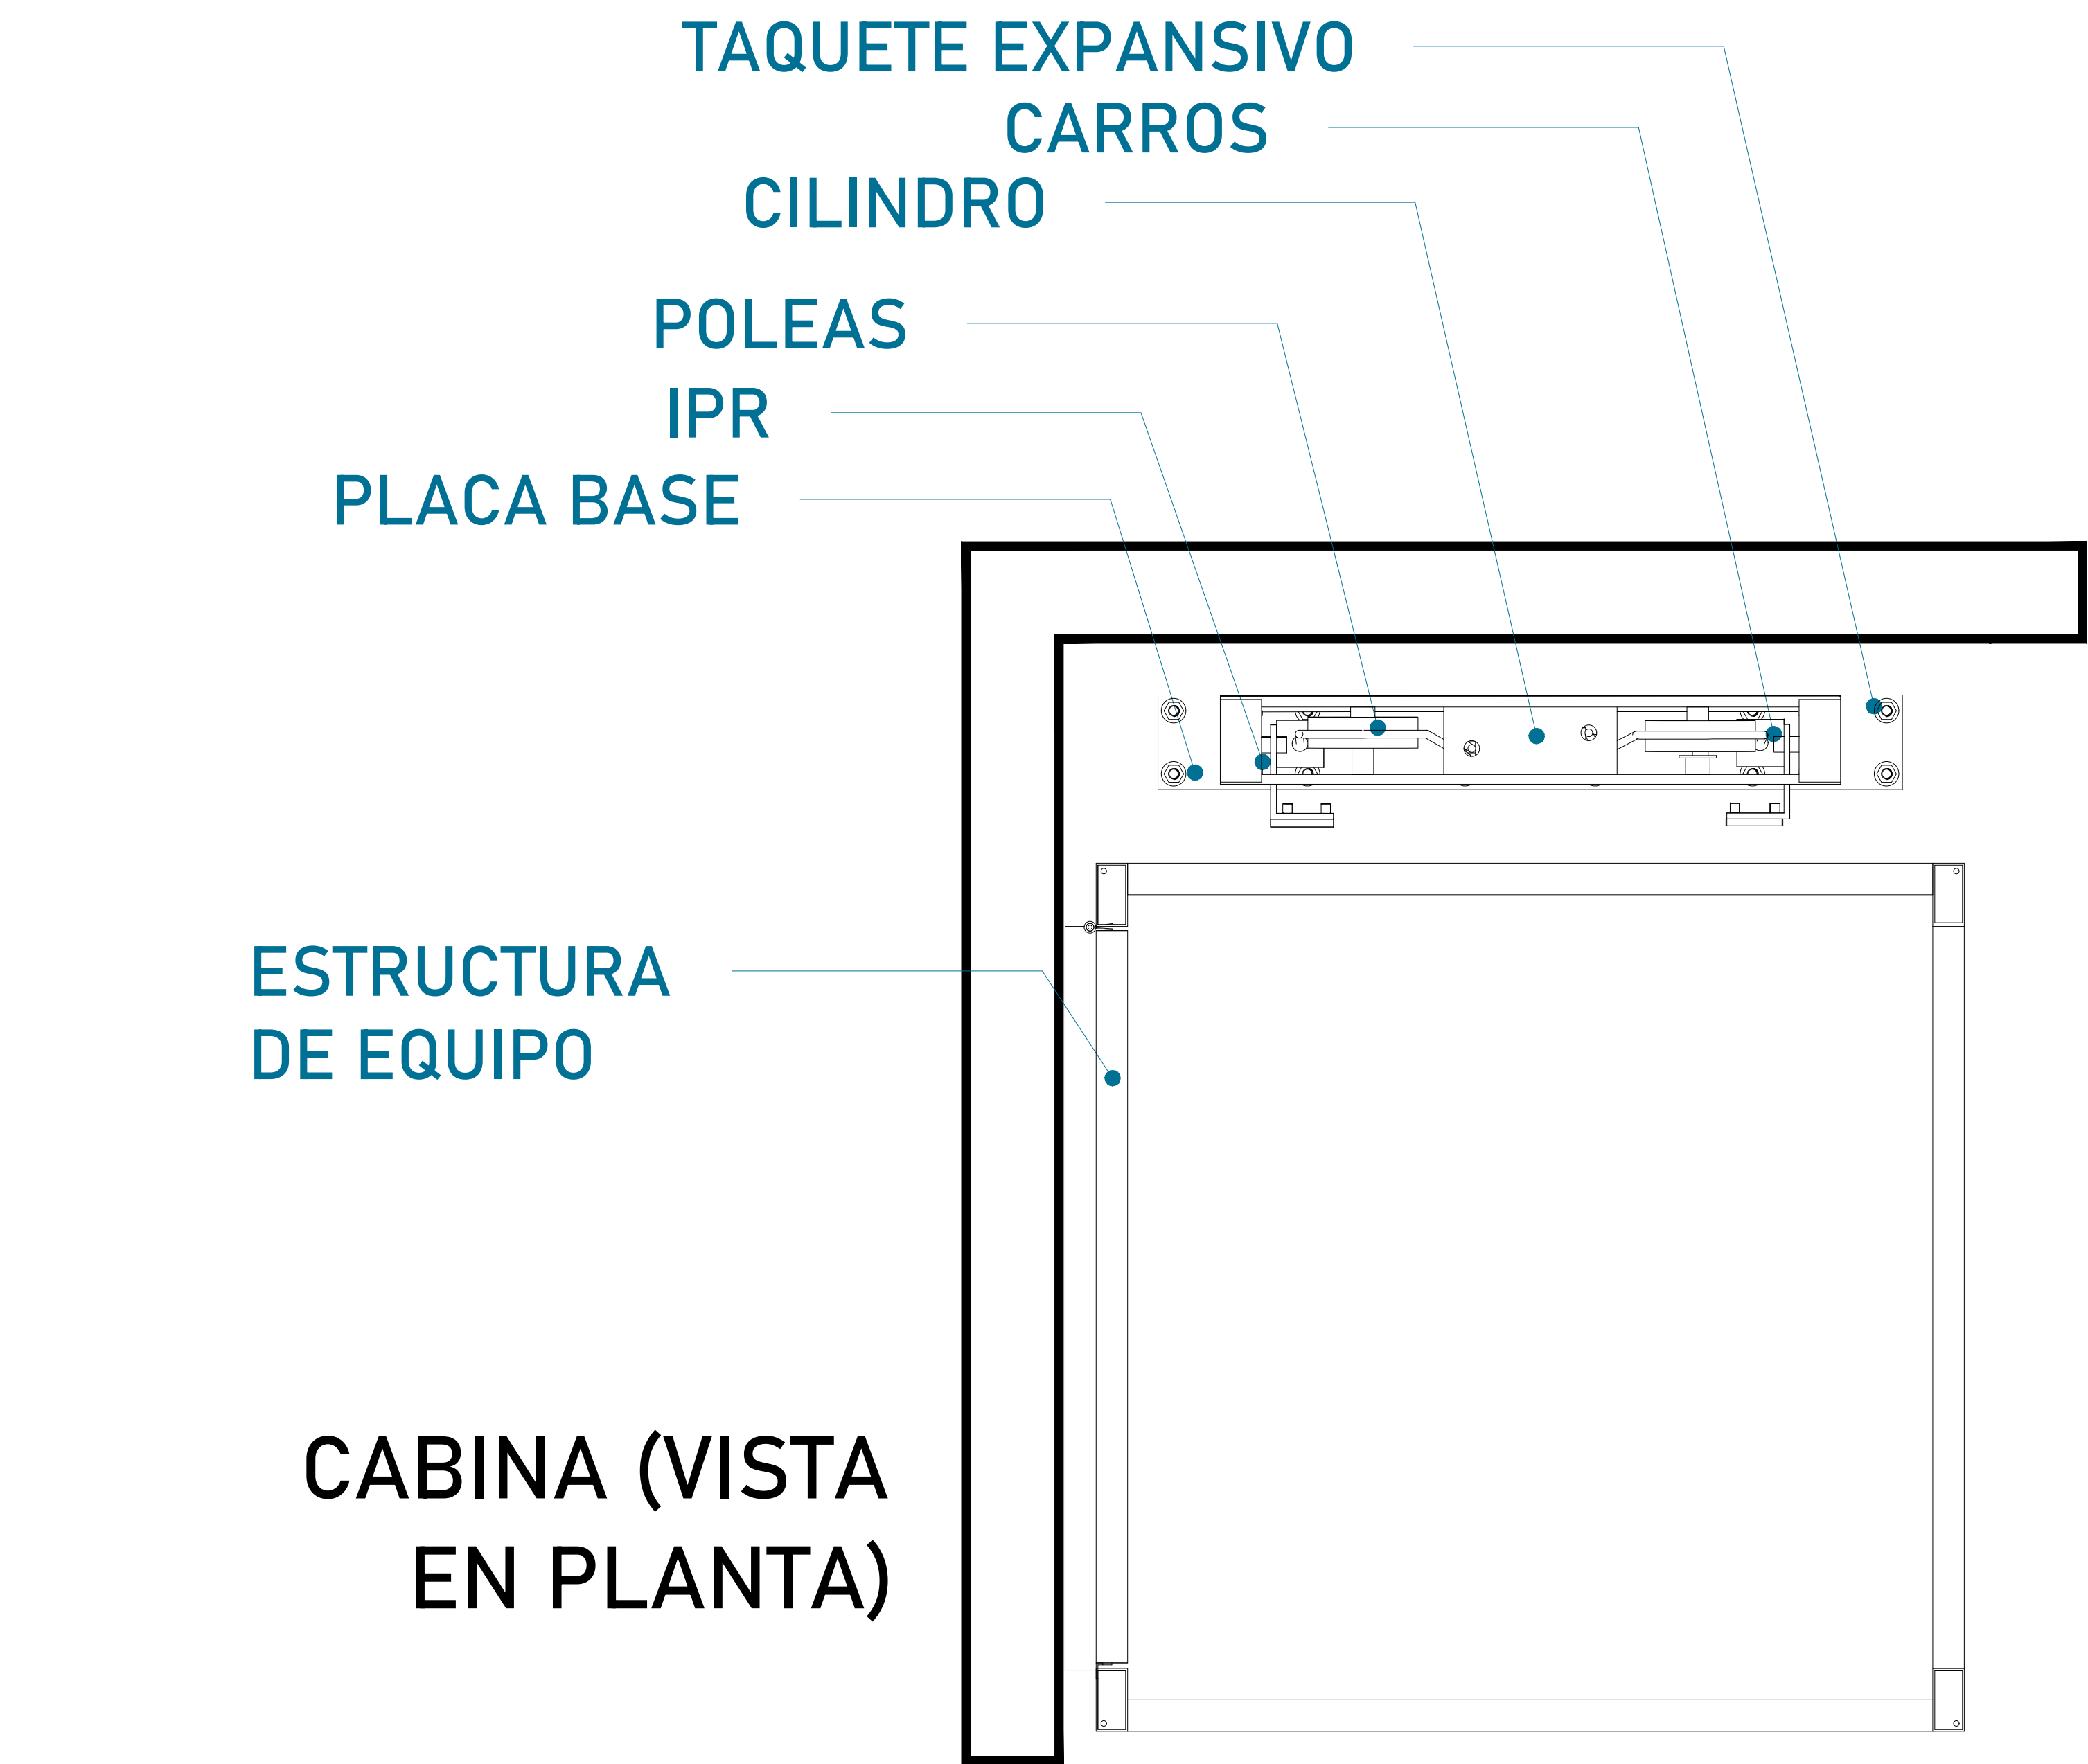 TAQUETE EXPANSIVO
CARROS
CILINDRO
POLEAS
IPR
PLACA BASE
ESTRUCTURA
DE EQUIPO
CABINA (VISTA
EN PLANTA)